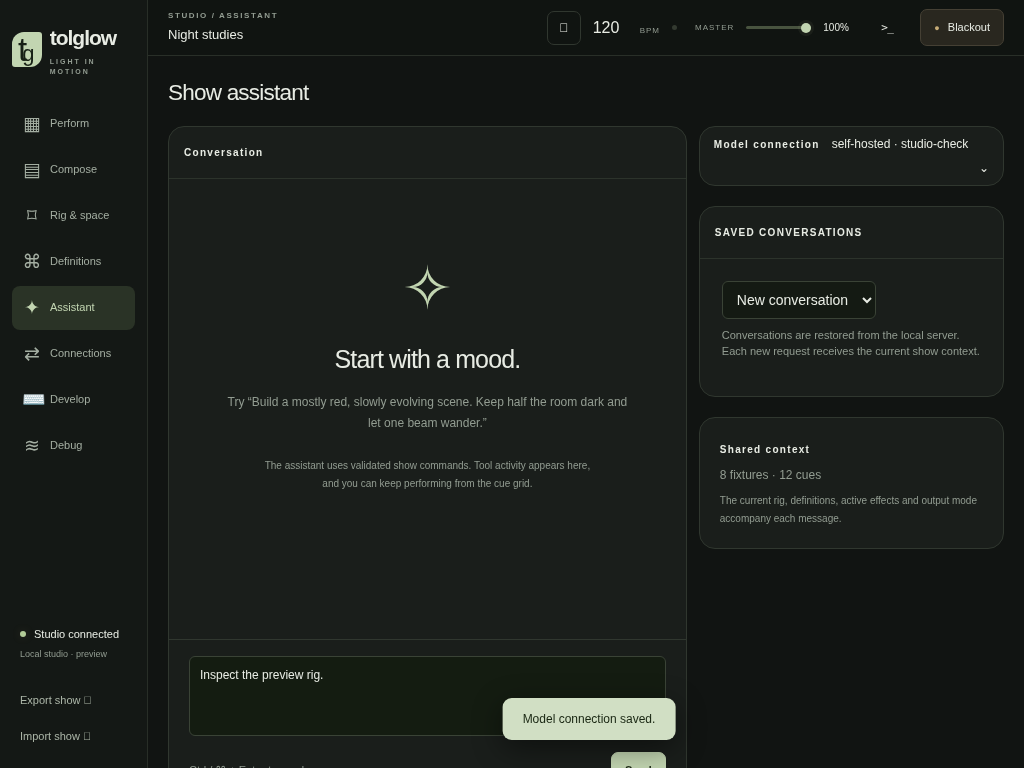 tg tolglow
LIGHT IN
MOTION
Perform
Compose
Rig & space
Definitions
Assistant
Connections
Develop
Debug
Studio connected
Local studio · preview
Export show
Import show
STUDIO / ASSISTANT
Night studies
120 BPM
MASTER 100%
>_
Blackout
Show assistant
Conversation
Start with a mood.
Try “Build a mostly red, slowly evolving scene. Keep half the room dark and
let one beam wander.”
The assistant uses validated show commands. Tool activity appears here,
and you can keep performing from the cue grid.
Inspect the preview rig.
Model connection saved.
Model connection self-hosted · studio-check
SAVED CONVERSATIONS
New conversation
Conversations are restored from the local server.
Each new request receives the current show context.
Shared context
8 fixtures · 12 cues
The current rig, definitions, active effects and output mode
accompany each message.